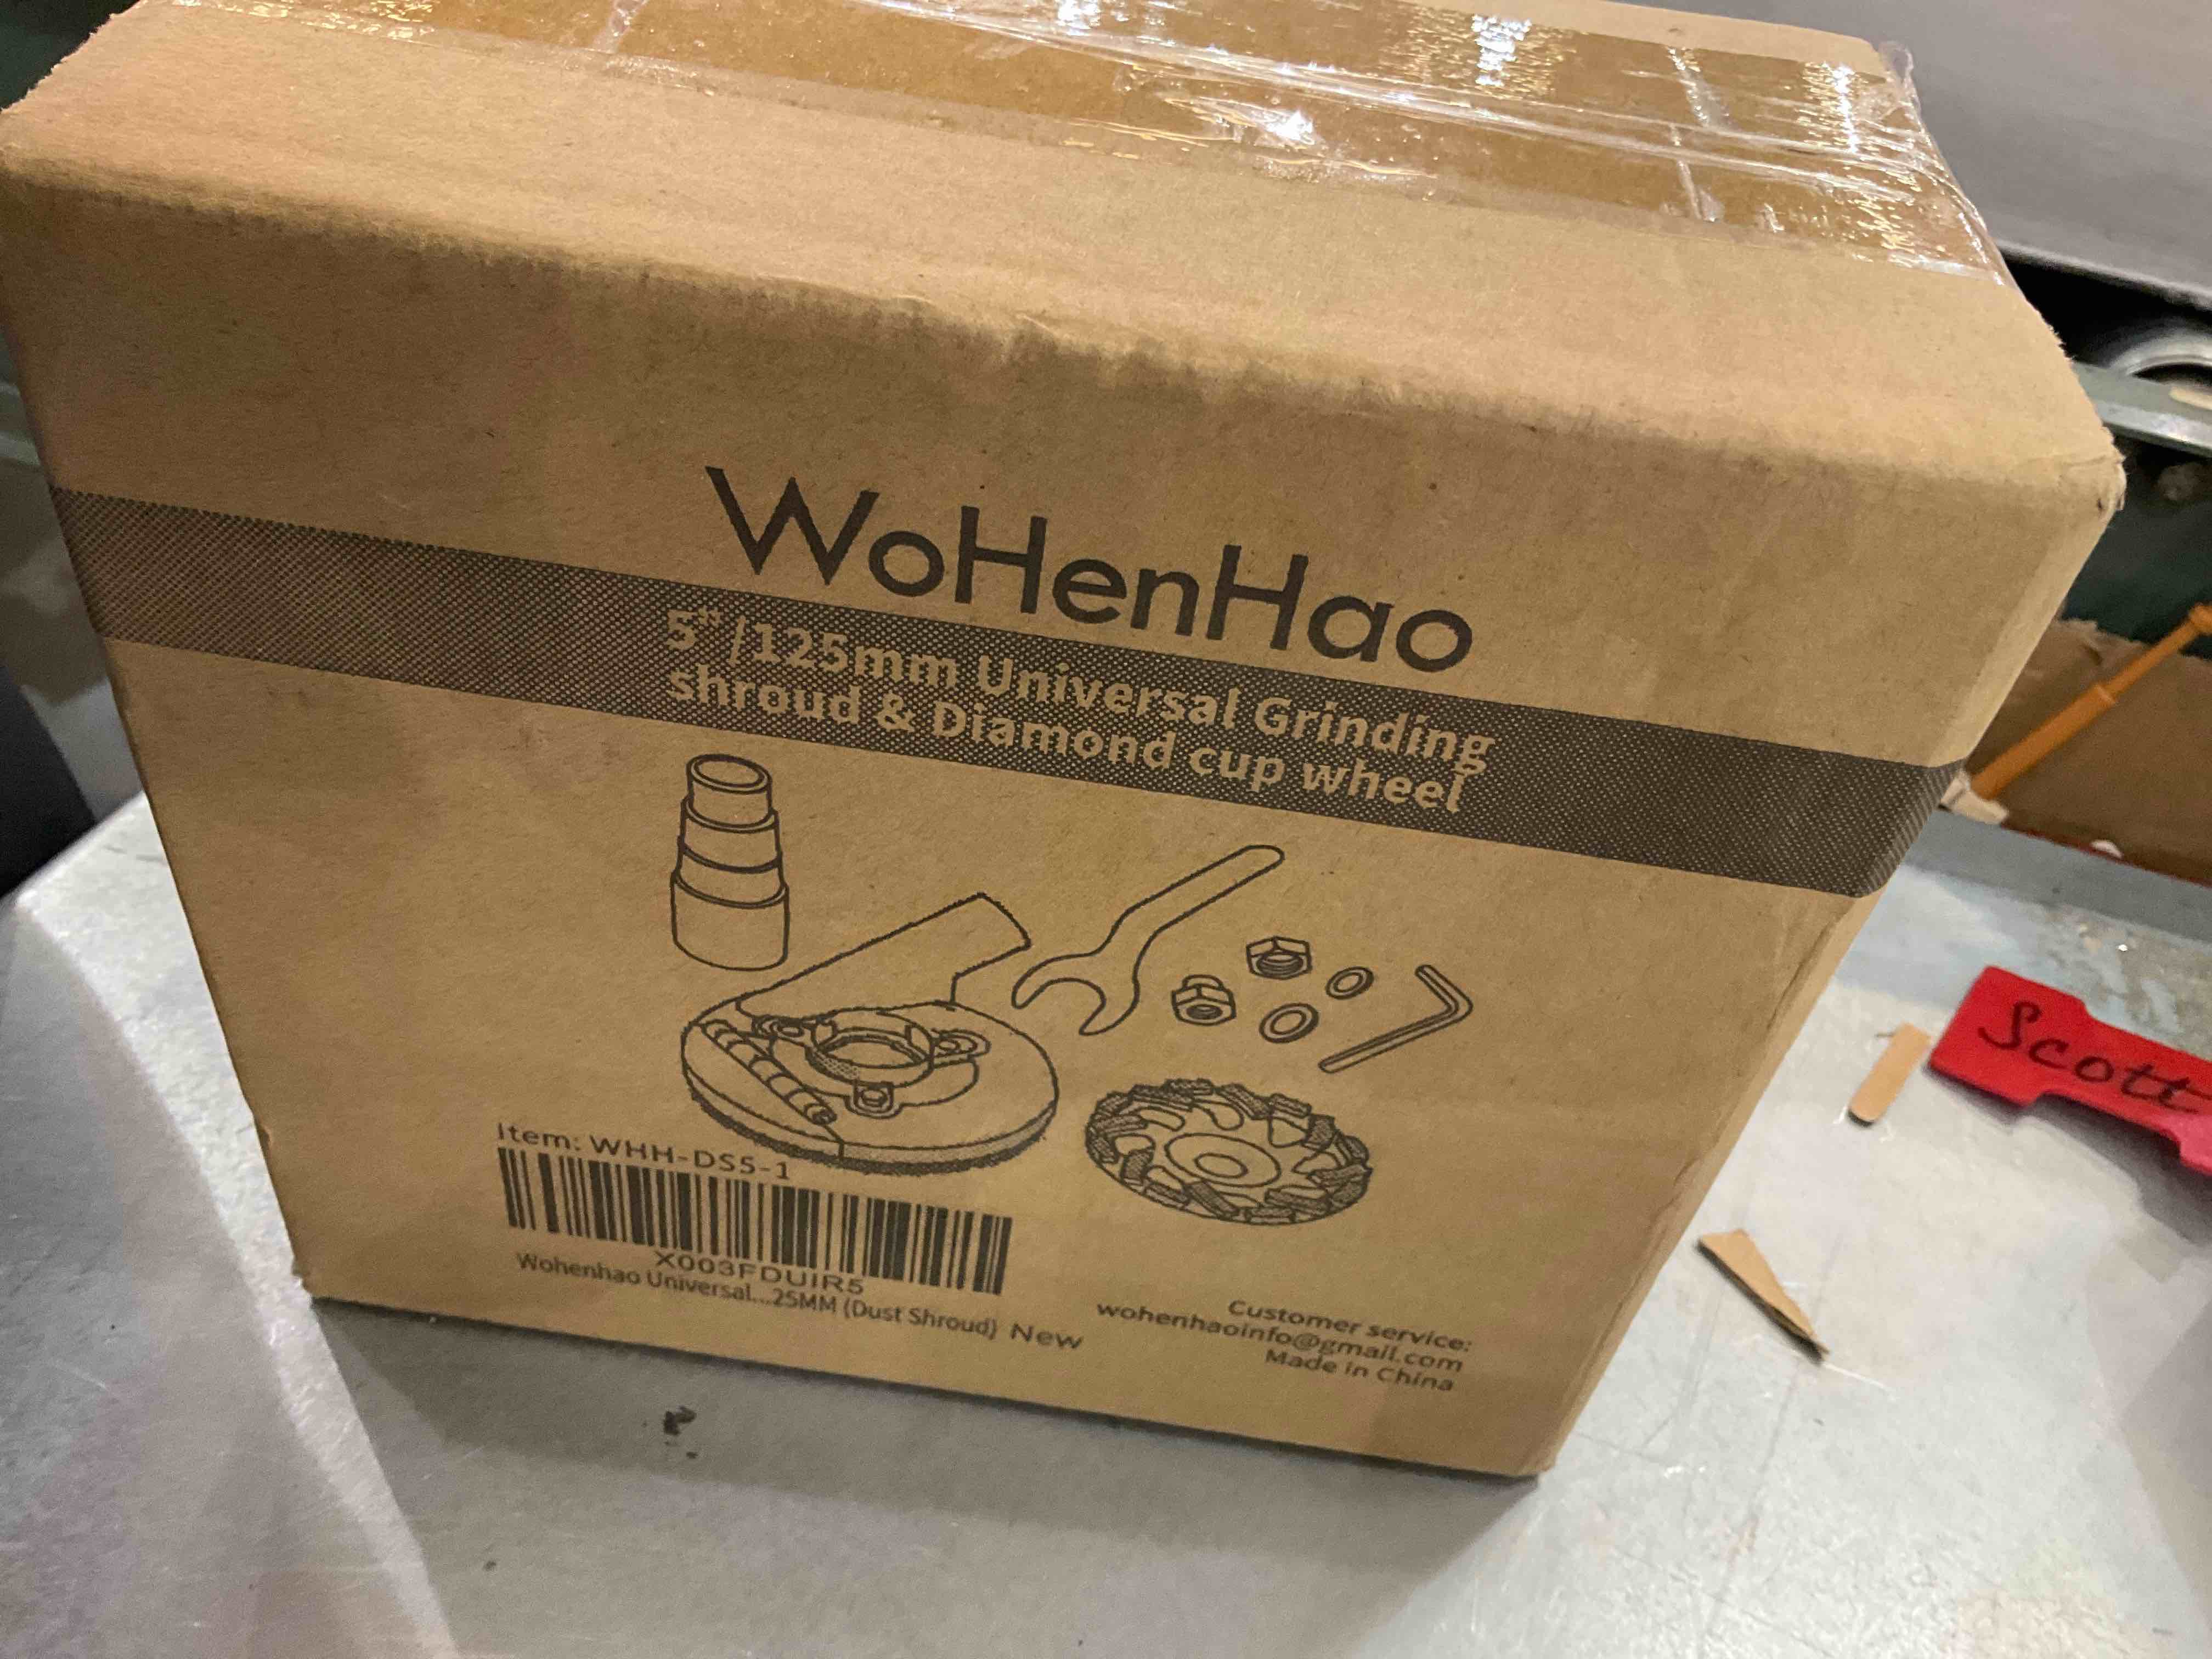 WoHenHao
5"/125mm Universal Grinding
shroud & Diamond cup wheel
Item: WHH-DS5-1
X003FDUIR5
Wohenhao Universal...25MM (Dust Shroud) New
Customer service:
wohenhaoinfo@gmail.com
Made in China
Scott